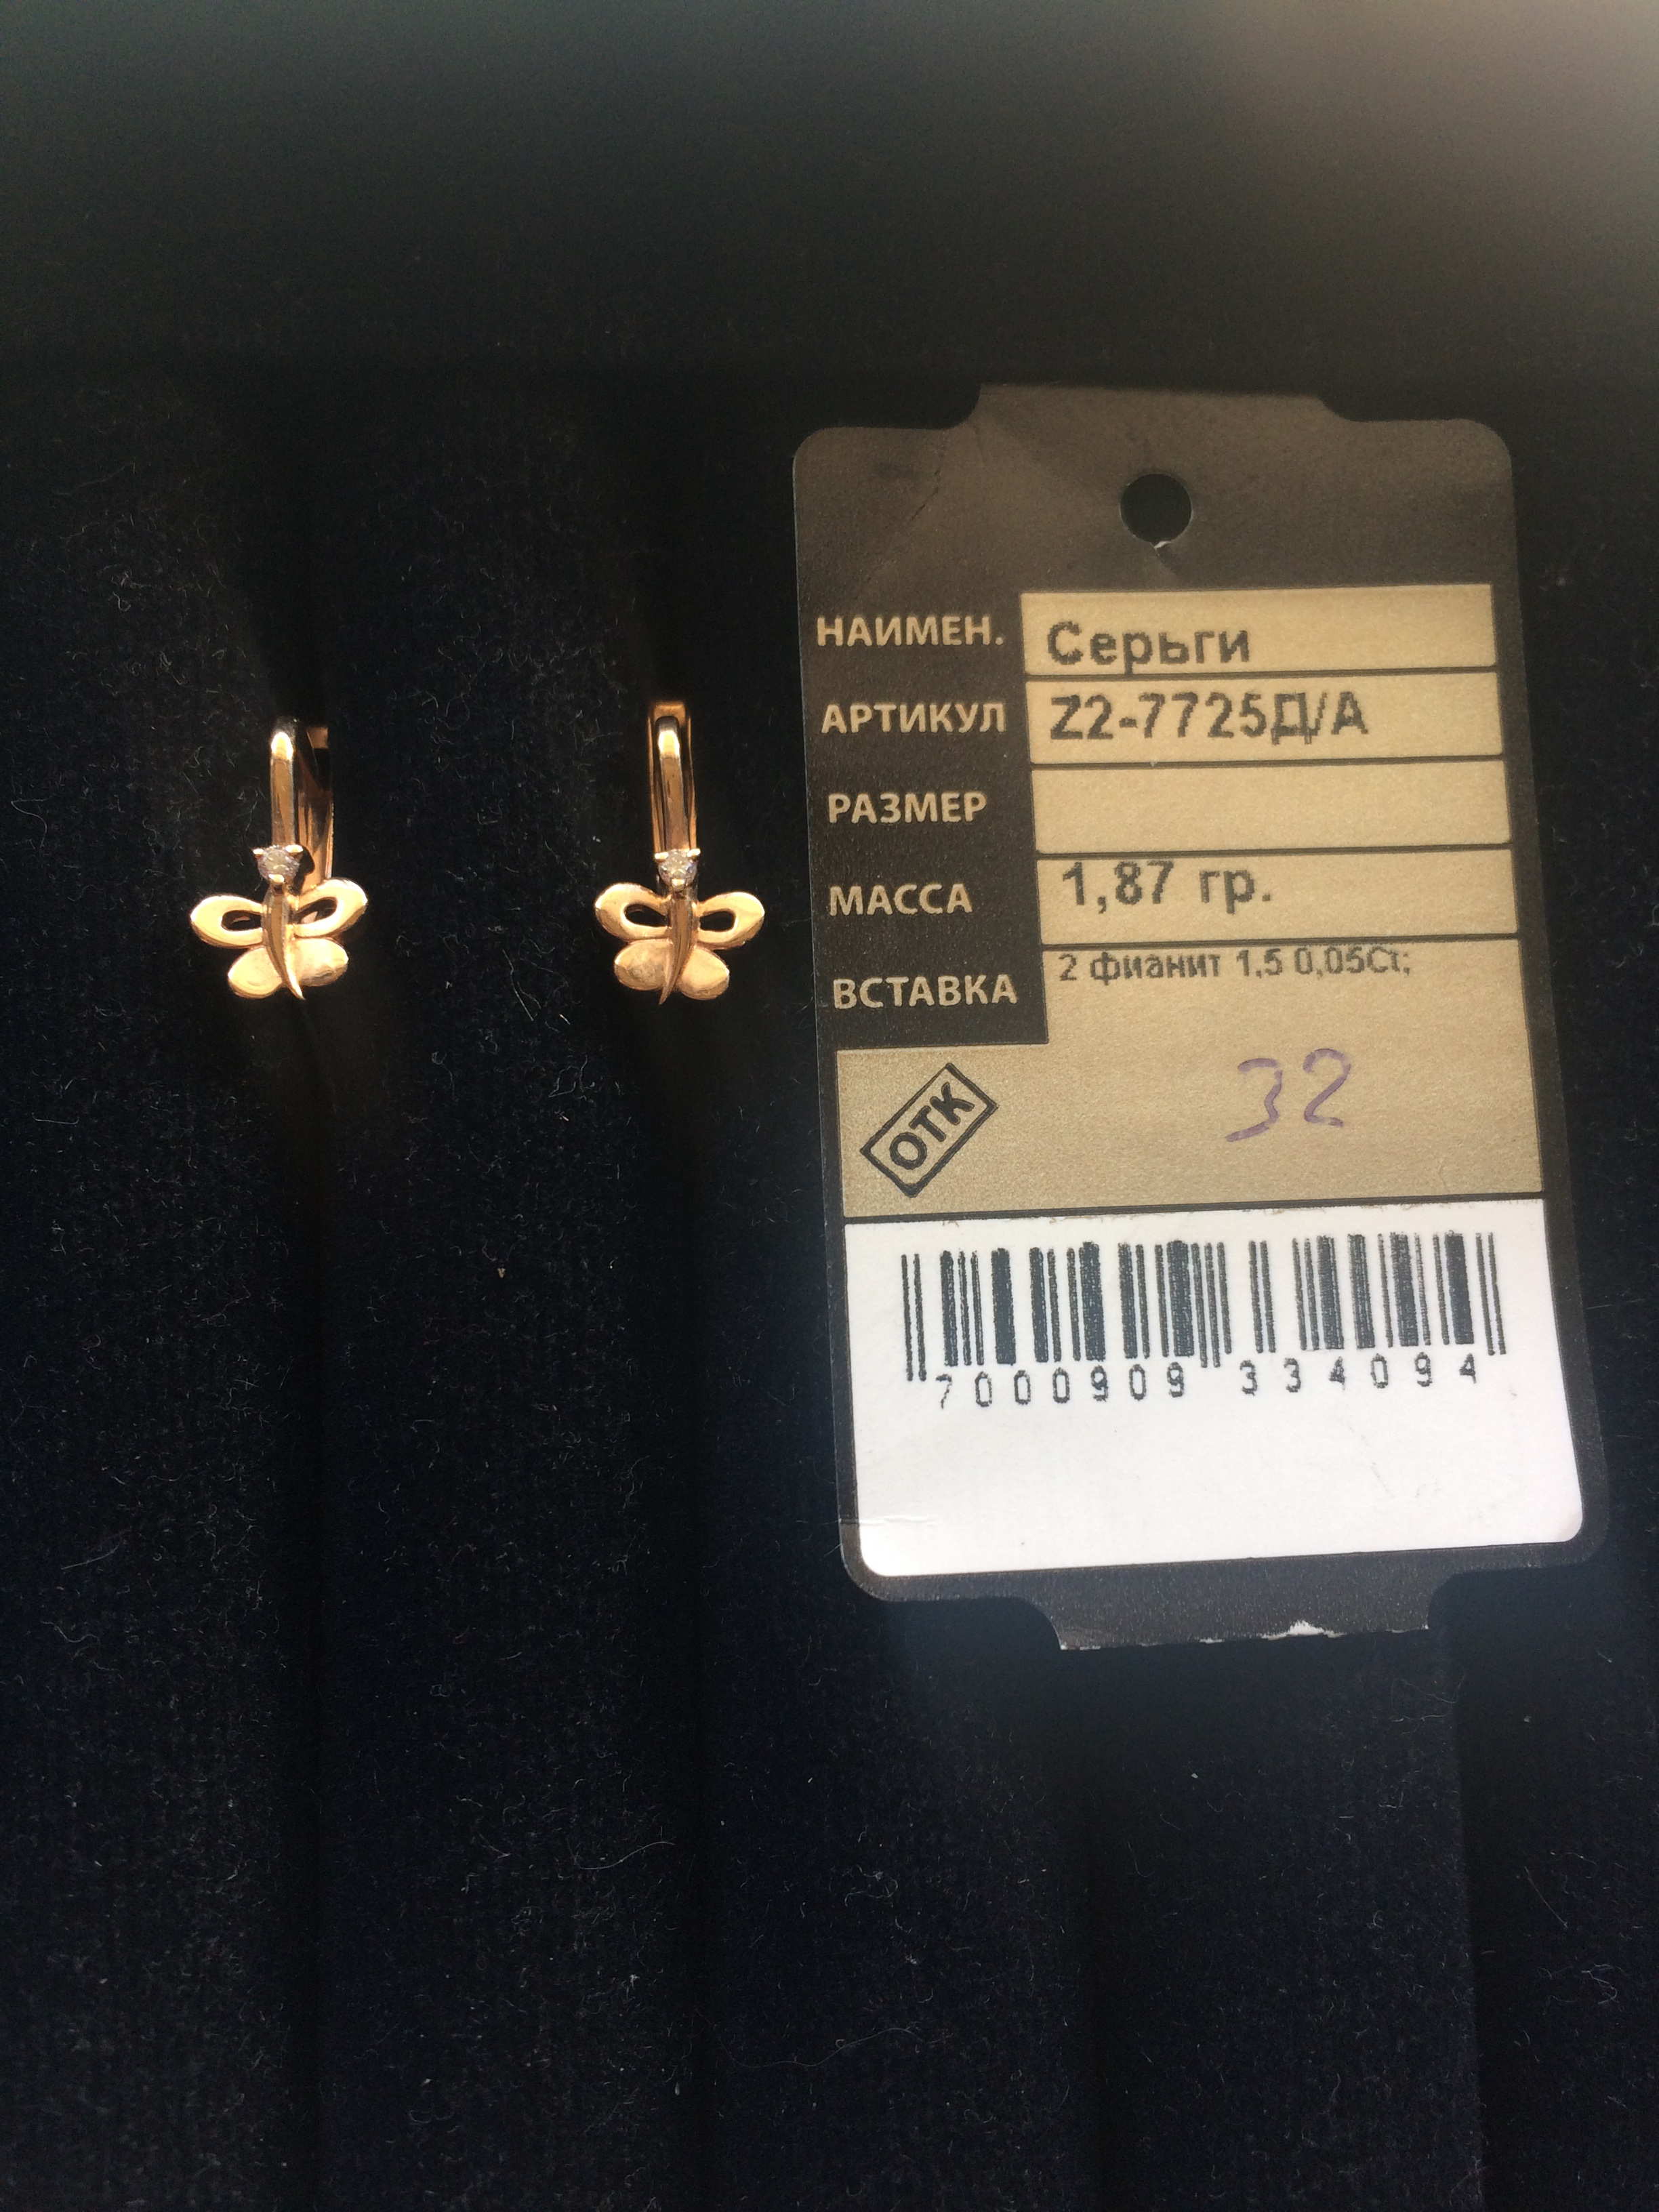 НАИМЕН. Серьги
АРТИКУЛ Z2-7725Д/А
РАЗМЕР
МАССА 1,87 гр.
ВСТАВКА 2 фианит 1,5 0,05Ct;
ОТК 32
7000909 334094